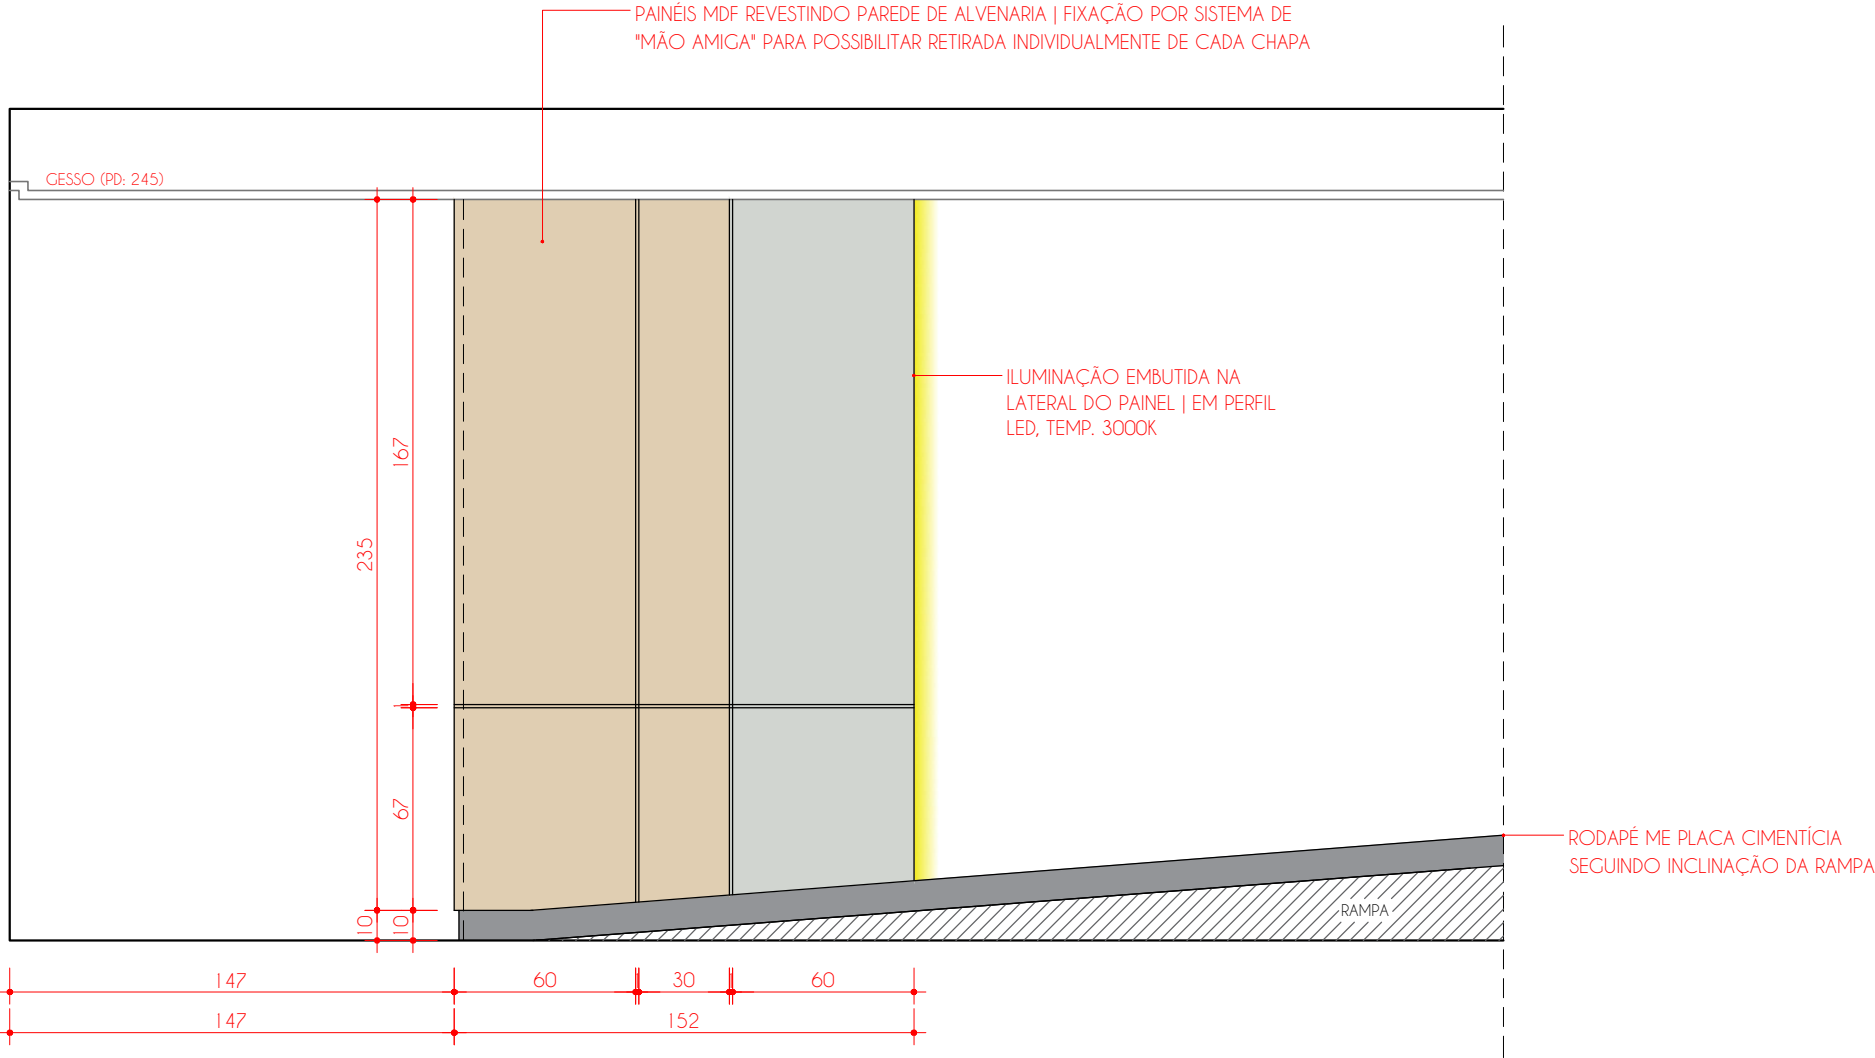 PAINÉIS MDF REVESTINDO PAREDE DE ALVENARIA | FIXAÇÃO POR SISTEMA DE
"MÃO AMIGA" PARA POSSIBILITAR RETIRADA INDIVIDUALMENTE DE CADA CHAPA
GESSO (PD: 245)
ILUMINAÇÃO EMBUTIDA NA
LATERAL DO PAINEL | EM PERFIL
LED, TEMP. 3000K
167
235
67
RODAPÉ ME PLACA CIMENTÍCIA
SEGUINDO INCLINAÇÃO DA RAMPA
RAMPA
10
10
147
60
30
60
147
152